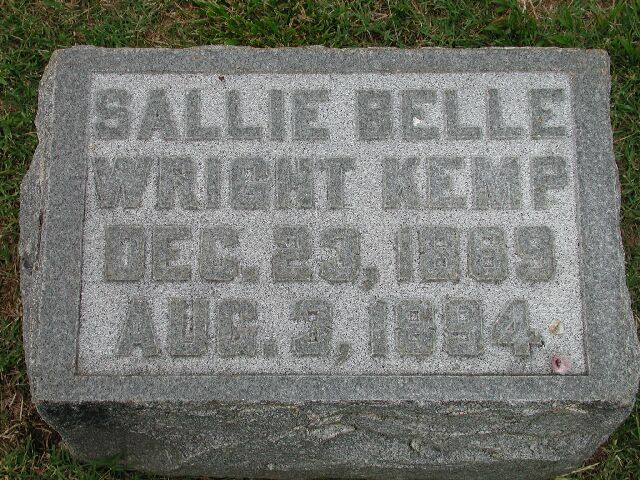 SALLIE BELLE
WRIGHT KEMP
DEC. 23, 1869
AUG. 3, 1894.